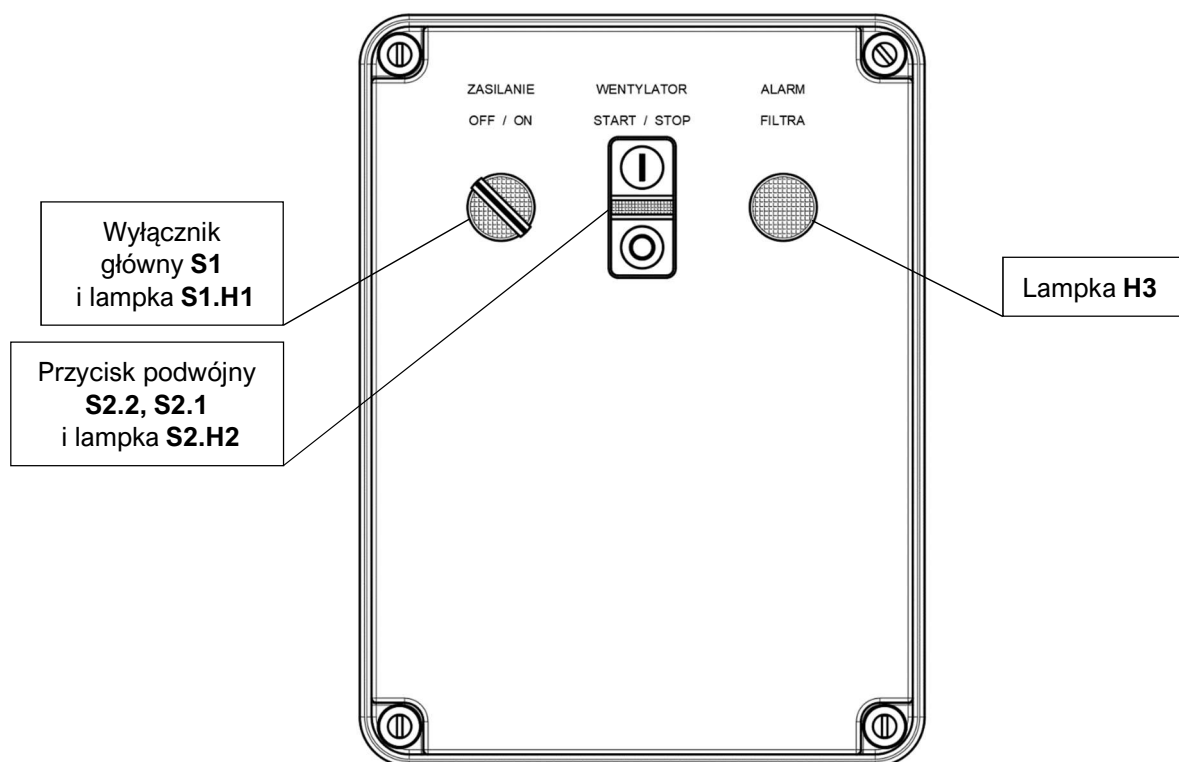 ZASILANIE
OFF / ON
WENTYLATOR
START / STOP
ALARM
FILTRA
Wyłącznik
główny S1
i lampka S1.H1
Przycisk podwójny
S2.2, S2.1
i lampka S2.H2
Lampka H3